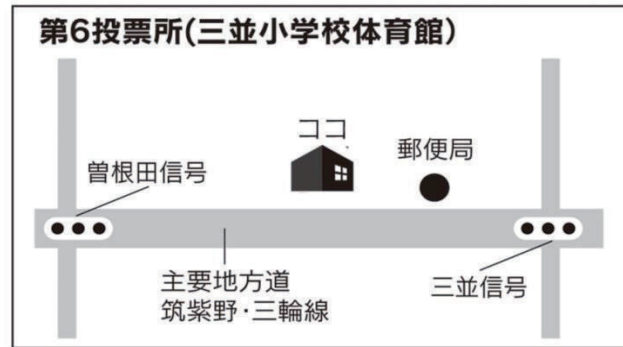 第6投票所(三並小学校体育館)
ココ
郵便局
曽根田信号
主要地方道
筑紫野・三輪線
三並信号